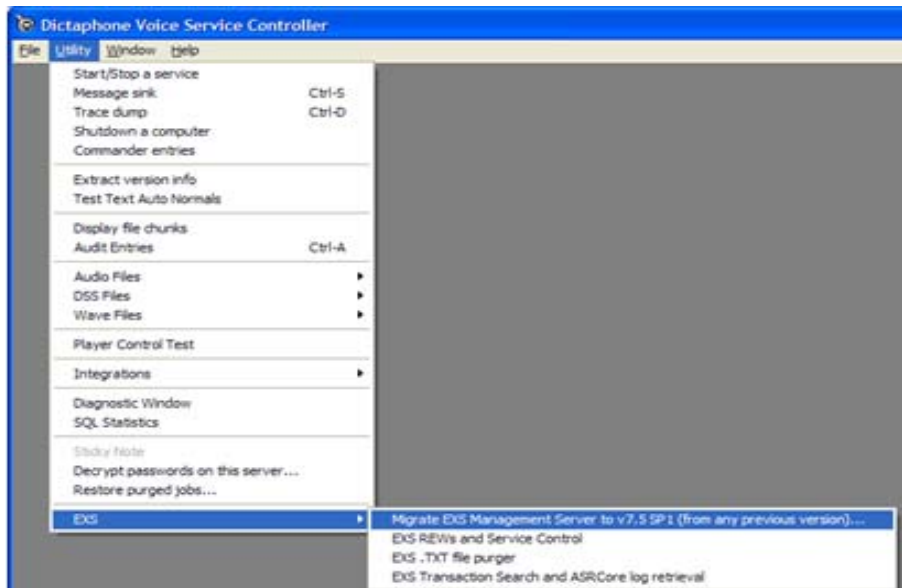 Dictaphone Voice Service Controller
File Utility Window Help
Start/Stop a service
Message sink Ctrl-S
Trace dump Ctrl-D
Shutdown a computer
Commander entries
Extract version info
Test Text Auto Normals
Display file chunks
Audit Entries Ctrl-A
Audio Files
DSS Files
Wave Files
Player Control Test
Integrations
Diagnostic Window
SQL Statistics
Sticky Note
Decrypt passwords on this server...
Restore purged jobs...
EXS
Migrate EXS Management Server to v7.5 SP1 (from any previous version)...
EXS REWs and Service Control
EXS .TXT file purger
EXS Transaction Search and ASRCore log retrieval